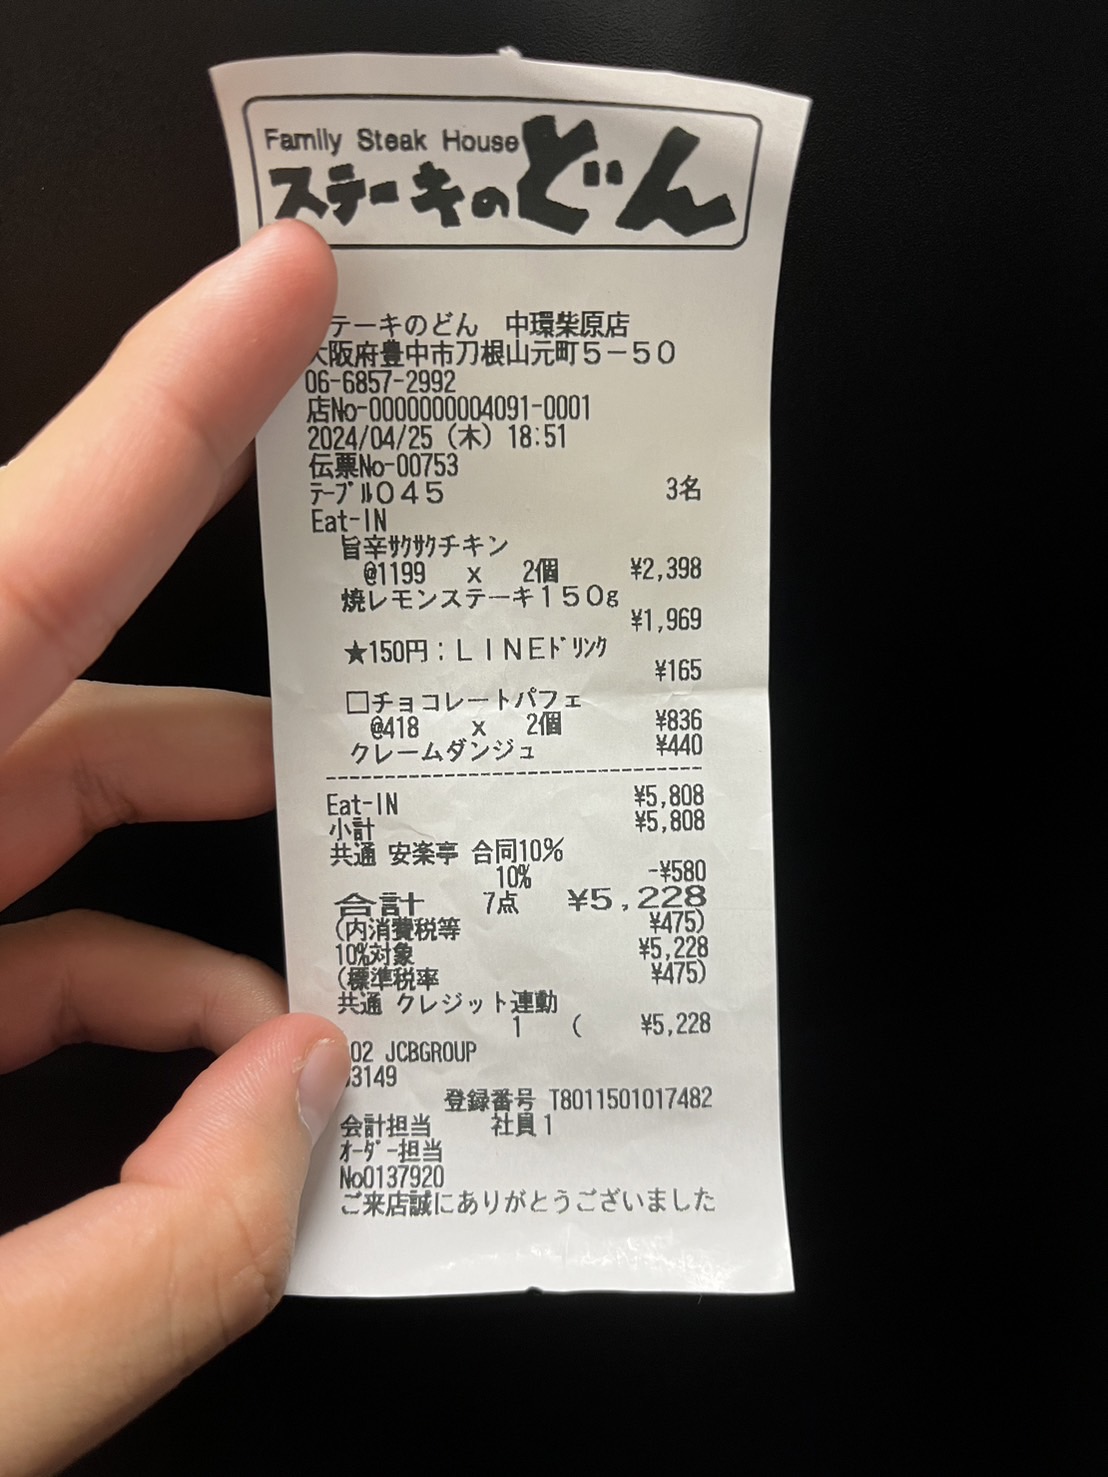 Family Steak House
ステーキのどん
テーキのどん　中環柴原店
大阪府豊中市刀根山元町５－５０
06-6857-2992
店No-0000000004091-0001
2024/04/25 (木) 18:51
伝票No-00753
ﾃｰﾌﾞﾙ０４５ 3名
Eat-IN
旨辛ｻｸｻｸチキン
@1199 x 2個 ¥2,398
焼レモンステーキ１５０g
¥1,969
★150円：ＬＩＮＥﾄﾞﾘﾝｸ
¥165
□チョコレートパフェ
@418 x 2個 ¥836
クレームダンジュ ¥440
Eat-IN ¥5,808
小計 ¥5,808
共通 安楽亭 合同10%
10% -¥580
合計 7点 ¥5,228
(内消費税等 ¥475)
10%対象 ¥5,228
(標準税率 ¥475)
共通 クレジット連動
1 ( ¥5,228
02 JCBGROUP
3149
登録番号 T8011501017482
会計担当 社員1
ｵｰﾀﾞｰ担当
No0137920
ご来店誠にありがとうございました